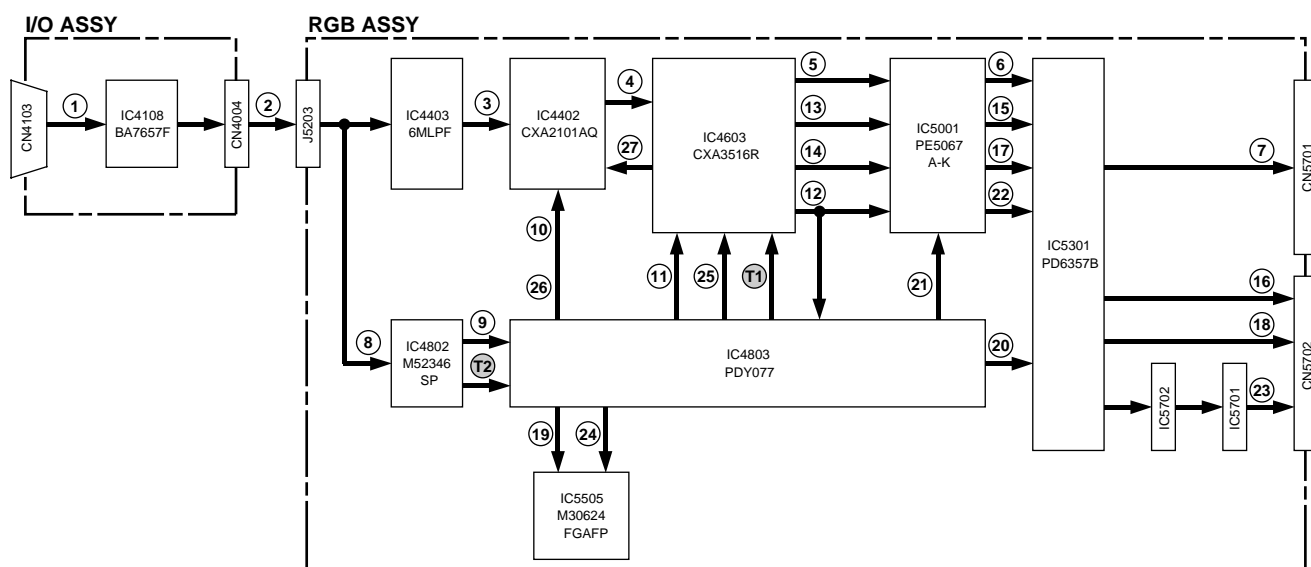 I/O ASSY
RGB ASSY
CN4103
1
IC4108
BA7657F
CN4004
2
J5203
IC4403
6MLPF
3
IC4402
CXA2101AQ
4
27
IC4603
CXA3516R
5
13
14
12
IC5001
PE5067
A-K
6
15
17
22
IC5301
PD6357B
7
CN5701
10
26
11
25
T1
21
16
18
8
IC4802
M52346
SP
9
T2
IC4803
PDY077
20
IC5702
IC5701
23
CN5702
19
24
IC5505
M30624
FGAFP